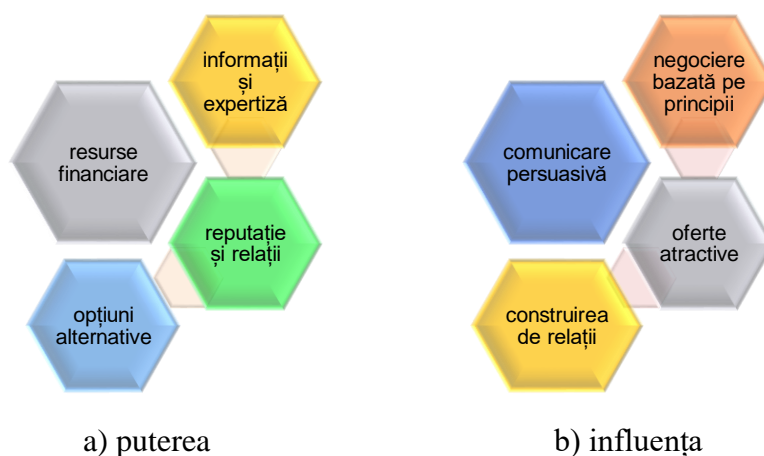 informații
și
expertiză
resurse
financiare
reputație
și relații
opțiuni
alternative
a) puterea
negociere
bazată pe
principii
comunicare
persuasivă
oferte
atractive
construirea
de relații
b) influența